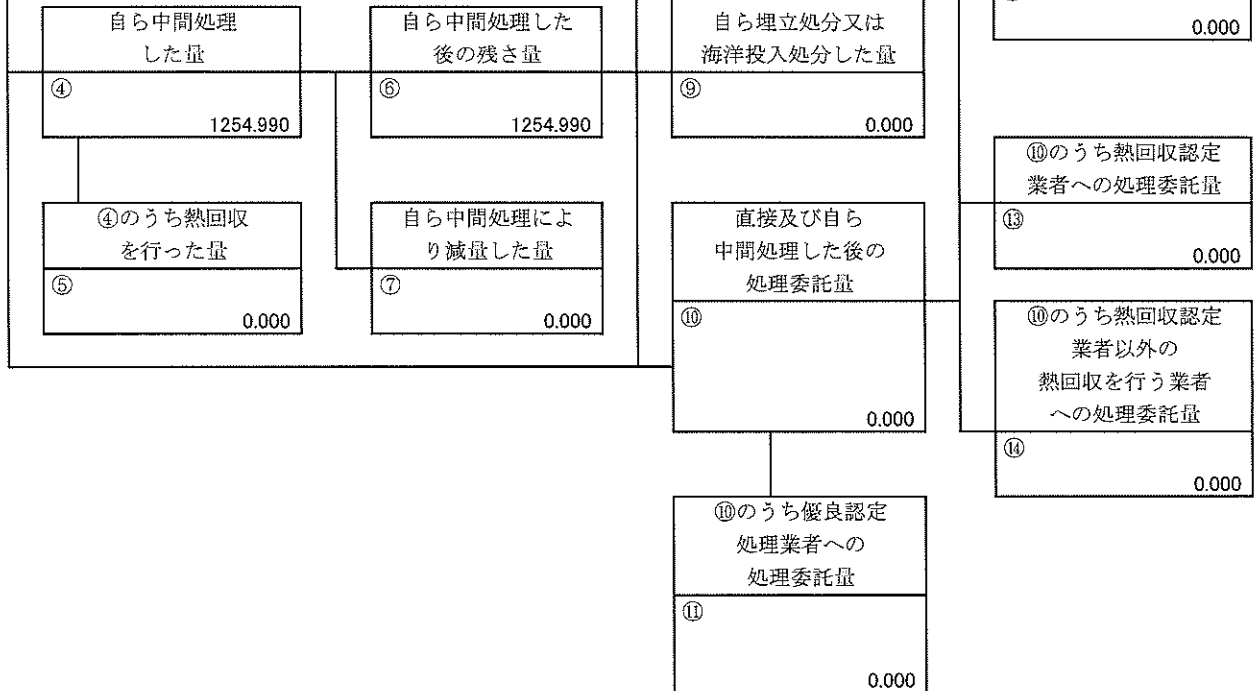 自ら中間処理
した量
④
1254.990
自ら中間処理した
後の残さ量
⑥
1254.990
自ら埋立処分又は
海洋投入処分した量
⑨
0.000
0.000
④のうち熱回収
を行った量
⑤
0.000
自ら中間処理によ
り減量した量
⑦
0.000
直接及び自ら
中間処理した後の
処理委託量
⑩
0.000
⑩のうち熱回収認定
業者への処理委託量
⑬
0.000
⑩のうち熱回収認定
業者以外の
熱回収を行う業者
への処理委託量
⑭
0.000
⑩のうち優良認定
処理業者への
処理委託量
⑪
0.000